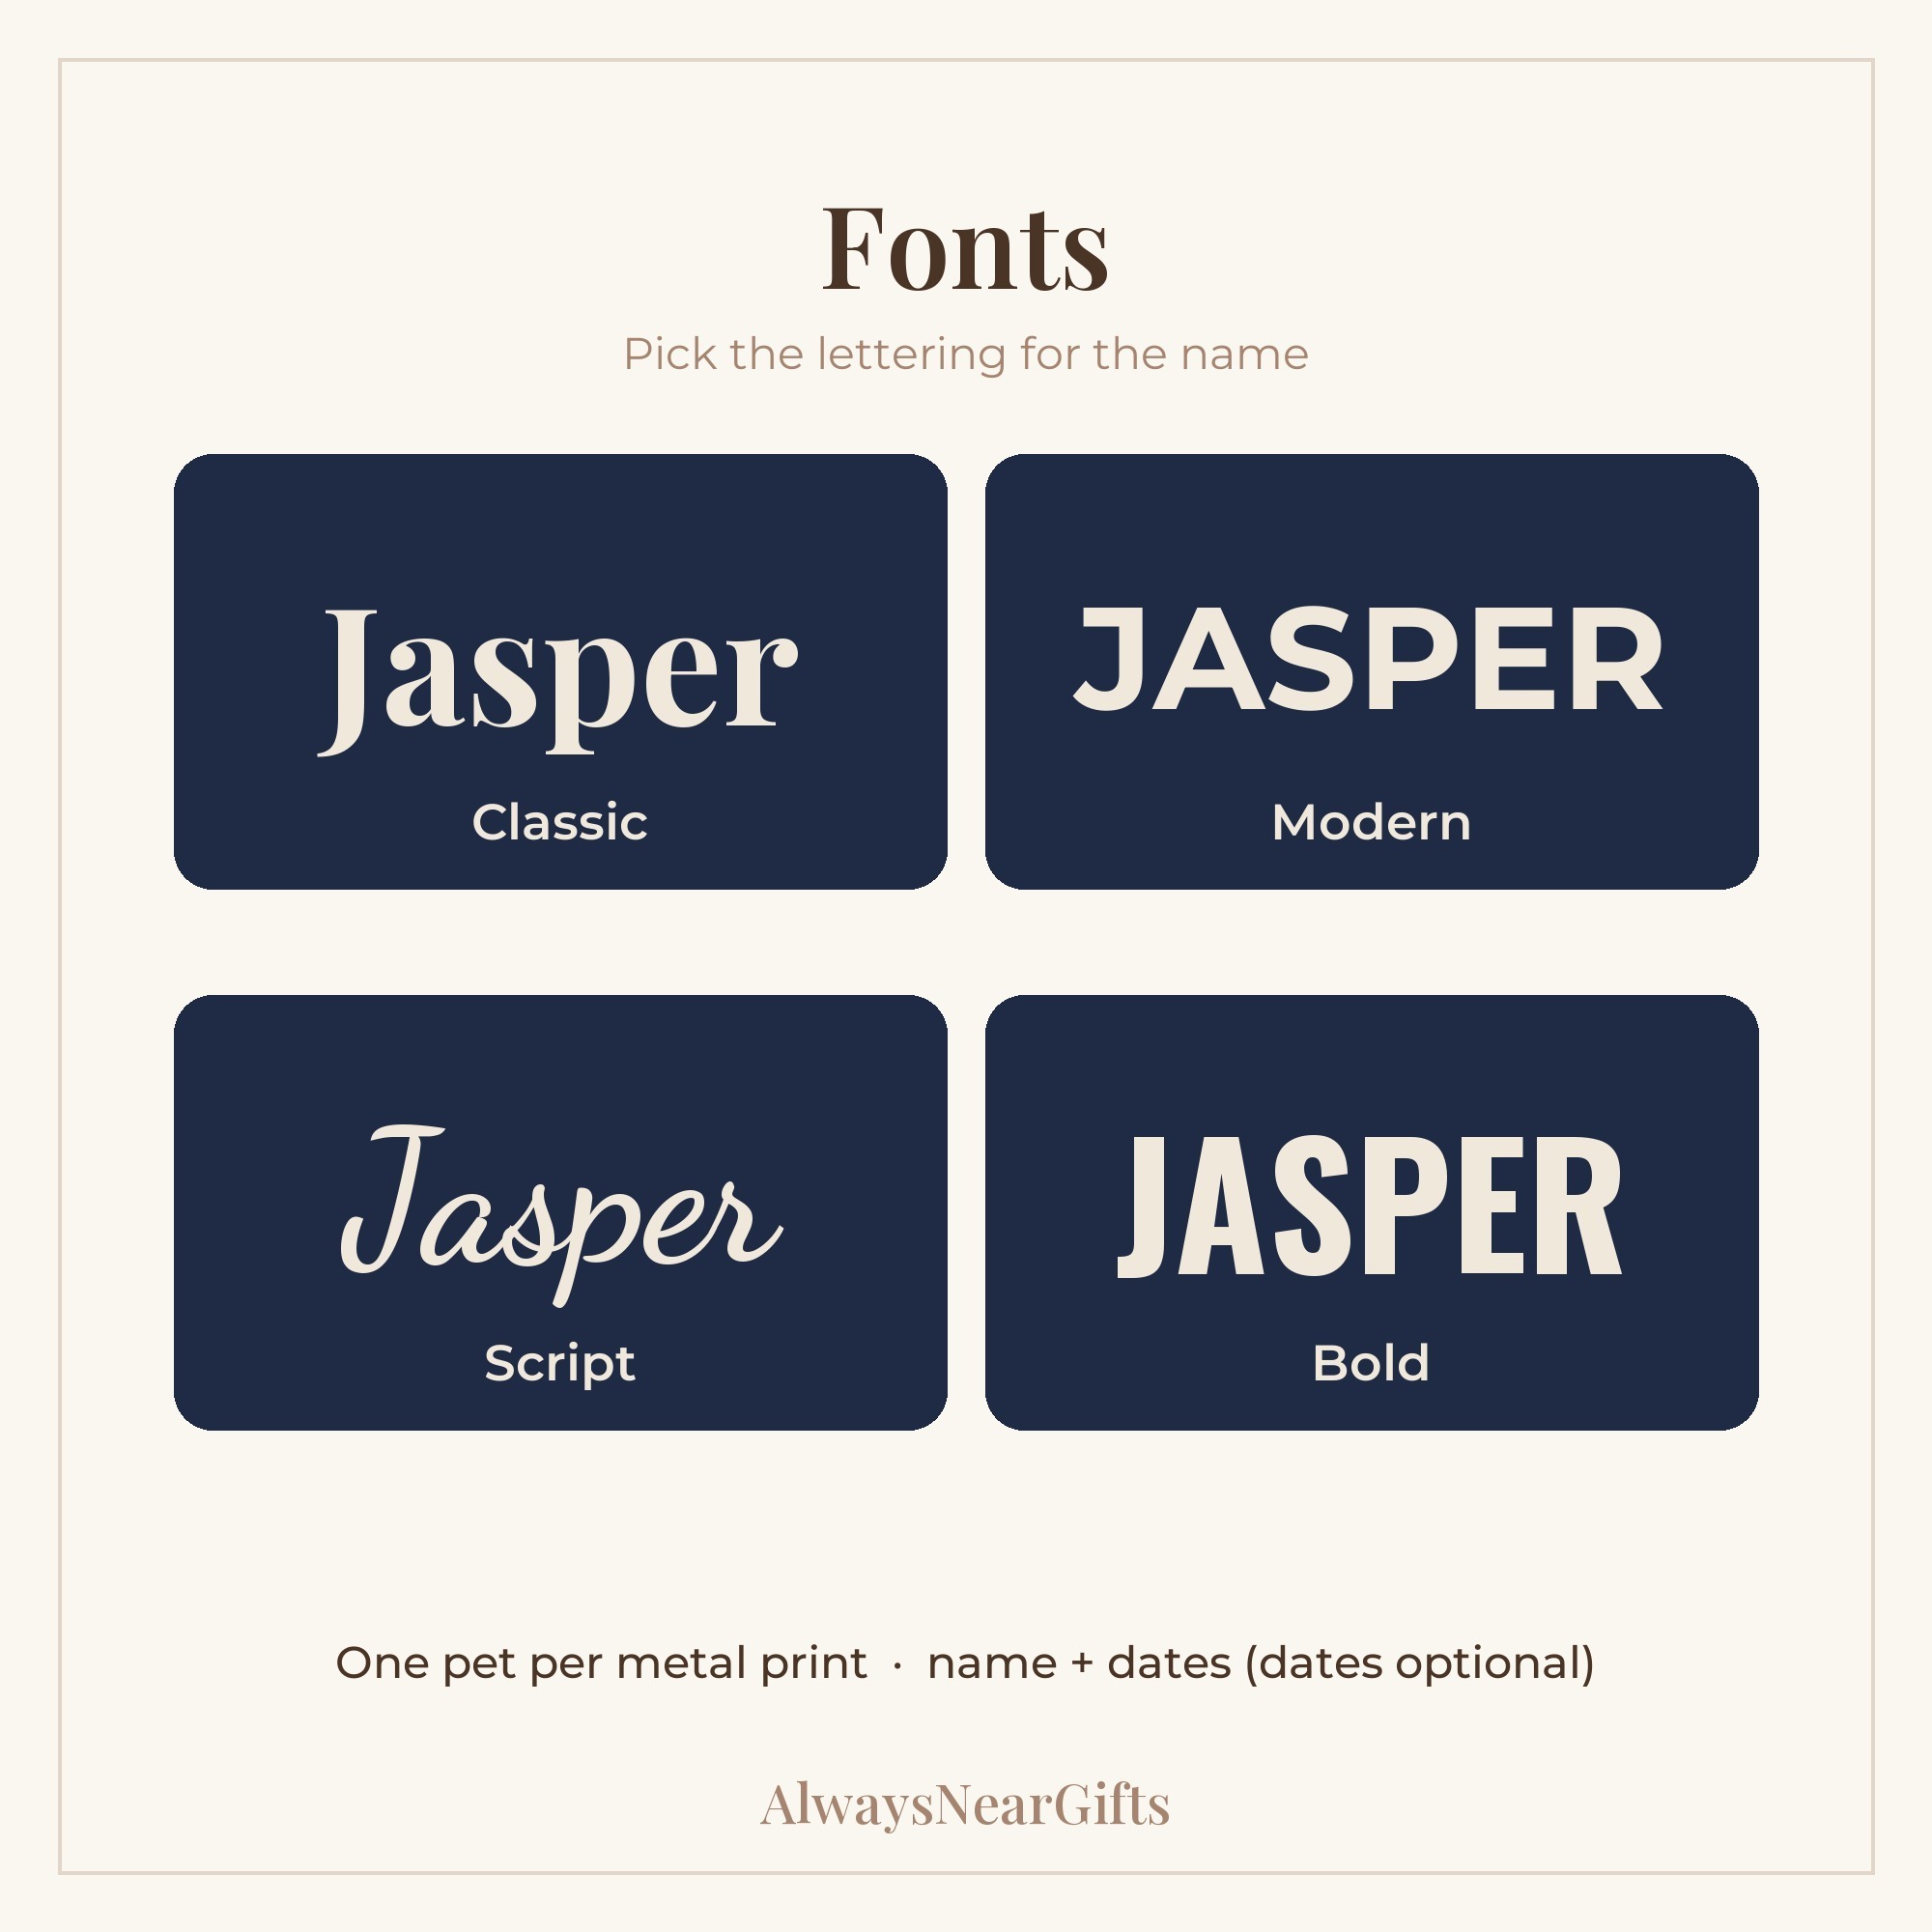 Fonts
Pick the lettering for the name
Jasper
Classic
JASPER
Modern
Jasper
Script
JASPER
Bold
One pet per metal print · name + dates (dates optional)
AlwaysNearGifts